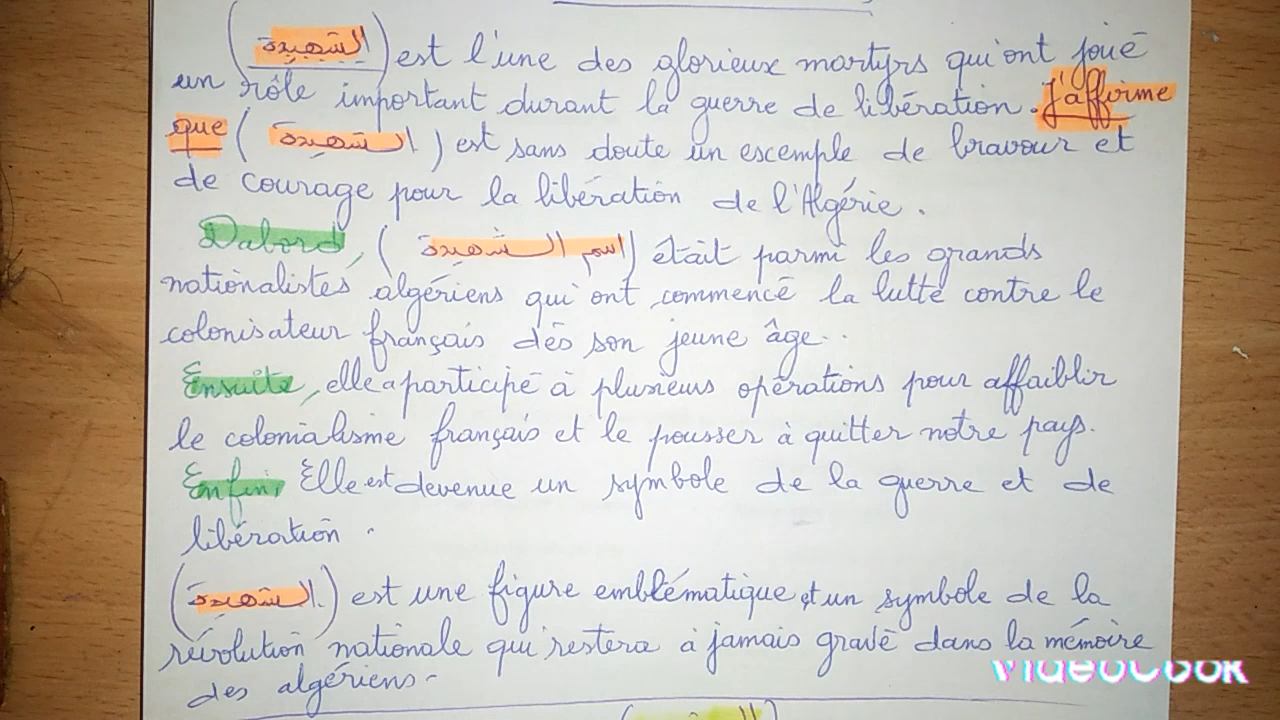 (الشهيدة) est l'une des glorieux martyrs qui ont joué
un rôle important durant la guerre de libération. J'affirme
que (الشهيدة) est sans doute un escemple de bravour et
de courage pour la libération de l'Algérie.
D'abord, (اسم الشهيدة) était parmi les grands
nationalistes algériens qui ont commencé la lutte contre le
colonisateur français dés son jeune âge..
Ensuite, elle a participé à plusieurs opérations pour affaiblir
le colonialisme français et le pousser à quitter notre pays.
Enfin, Elle est devenue un symbole de la guerre et de
libération.
(الشهيدة) est une figure emblématique et un symbole de la
révolution nationale qui restera à jamais gravé dans la mémoire
des algériens-
VIDEOLOOK